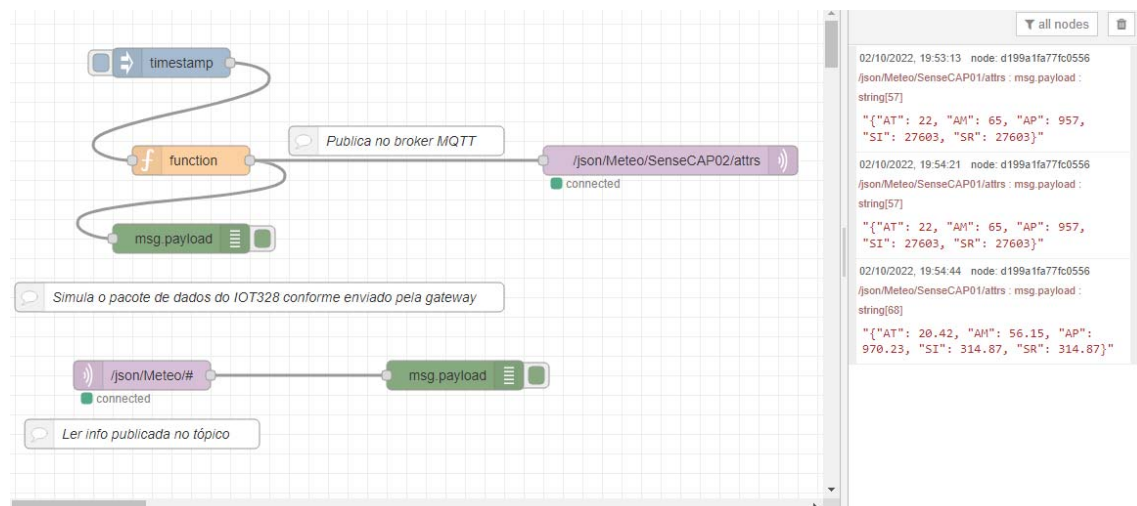 timestamp
Publica no broker MQTT
function
/json/Meteo/SenseCAP02/attrs
connected
msg.payload
Simula o pacote de dados do IOT328 conforme enviado pela gateway
/json/Meteo/#
msg.payload
connected
Ler info publicada no tópico
all nodes
02/10/2022, 19:53:13 node: d199a1fa77fc0556
/json/Meteo/SenseCAP01/attrs : msg.payload :
string[57]
"{"AT": 22, "AM": 65, "AP": 957,
"SI": 27603, "SR": 27603}"
02/10/2022, 19:54:21 node: d199a1fa77fc0556
/json/Meteo/SenseCAP01/attrs : msg.payload :
string[57]
"{"AT": 22, "AM": 65, "AP": 957,
"SI": 27603, "SR": 27603}"
02/10/2022, 19:54:44 node: d199a1fa77fc0556
/json/Meteo/SenseCAP01/attrs : msg.payload :
string[68]
"{"AT": 20.42, "AM": 56.15, "AP":
970.23, "SI": 314.87, "SR": 314.87}"